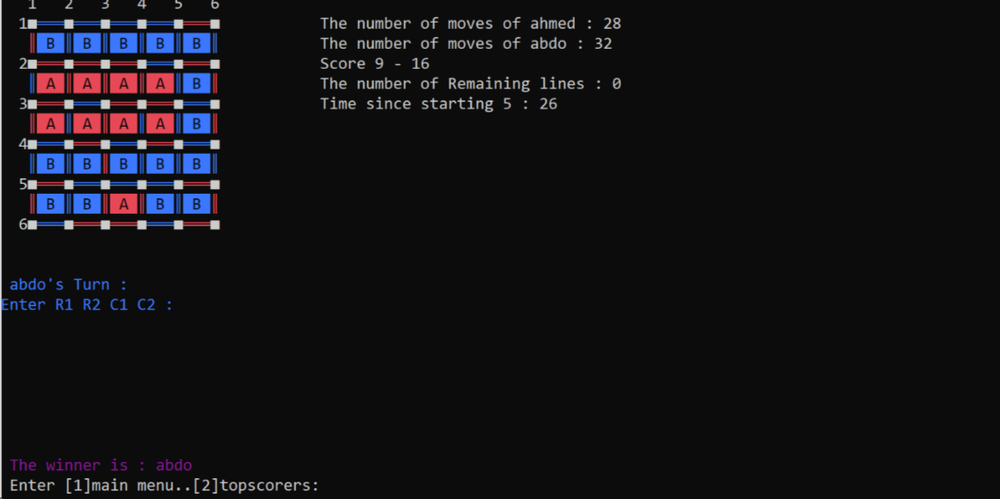 1 2 3 4 5 6
1 The number of moves of ahmed : 28
B B B B B The number of moves of abdo : 32
2 Score 9 - 16
A A A A B The number of Remaining lines : 0
3 Time since starting 5 : 26
A A A A B
4
B B B B B
5
B B A B B
6
abdo's Turn :
Enter R1 R2 C1 C2 :
The winner is : abdo
Enter [1]main menu..[2]topscorers: